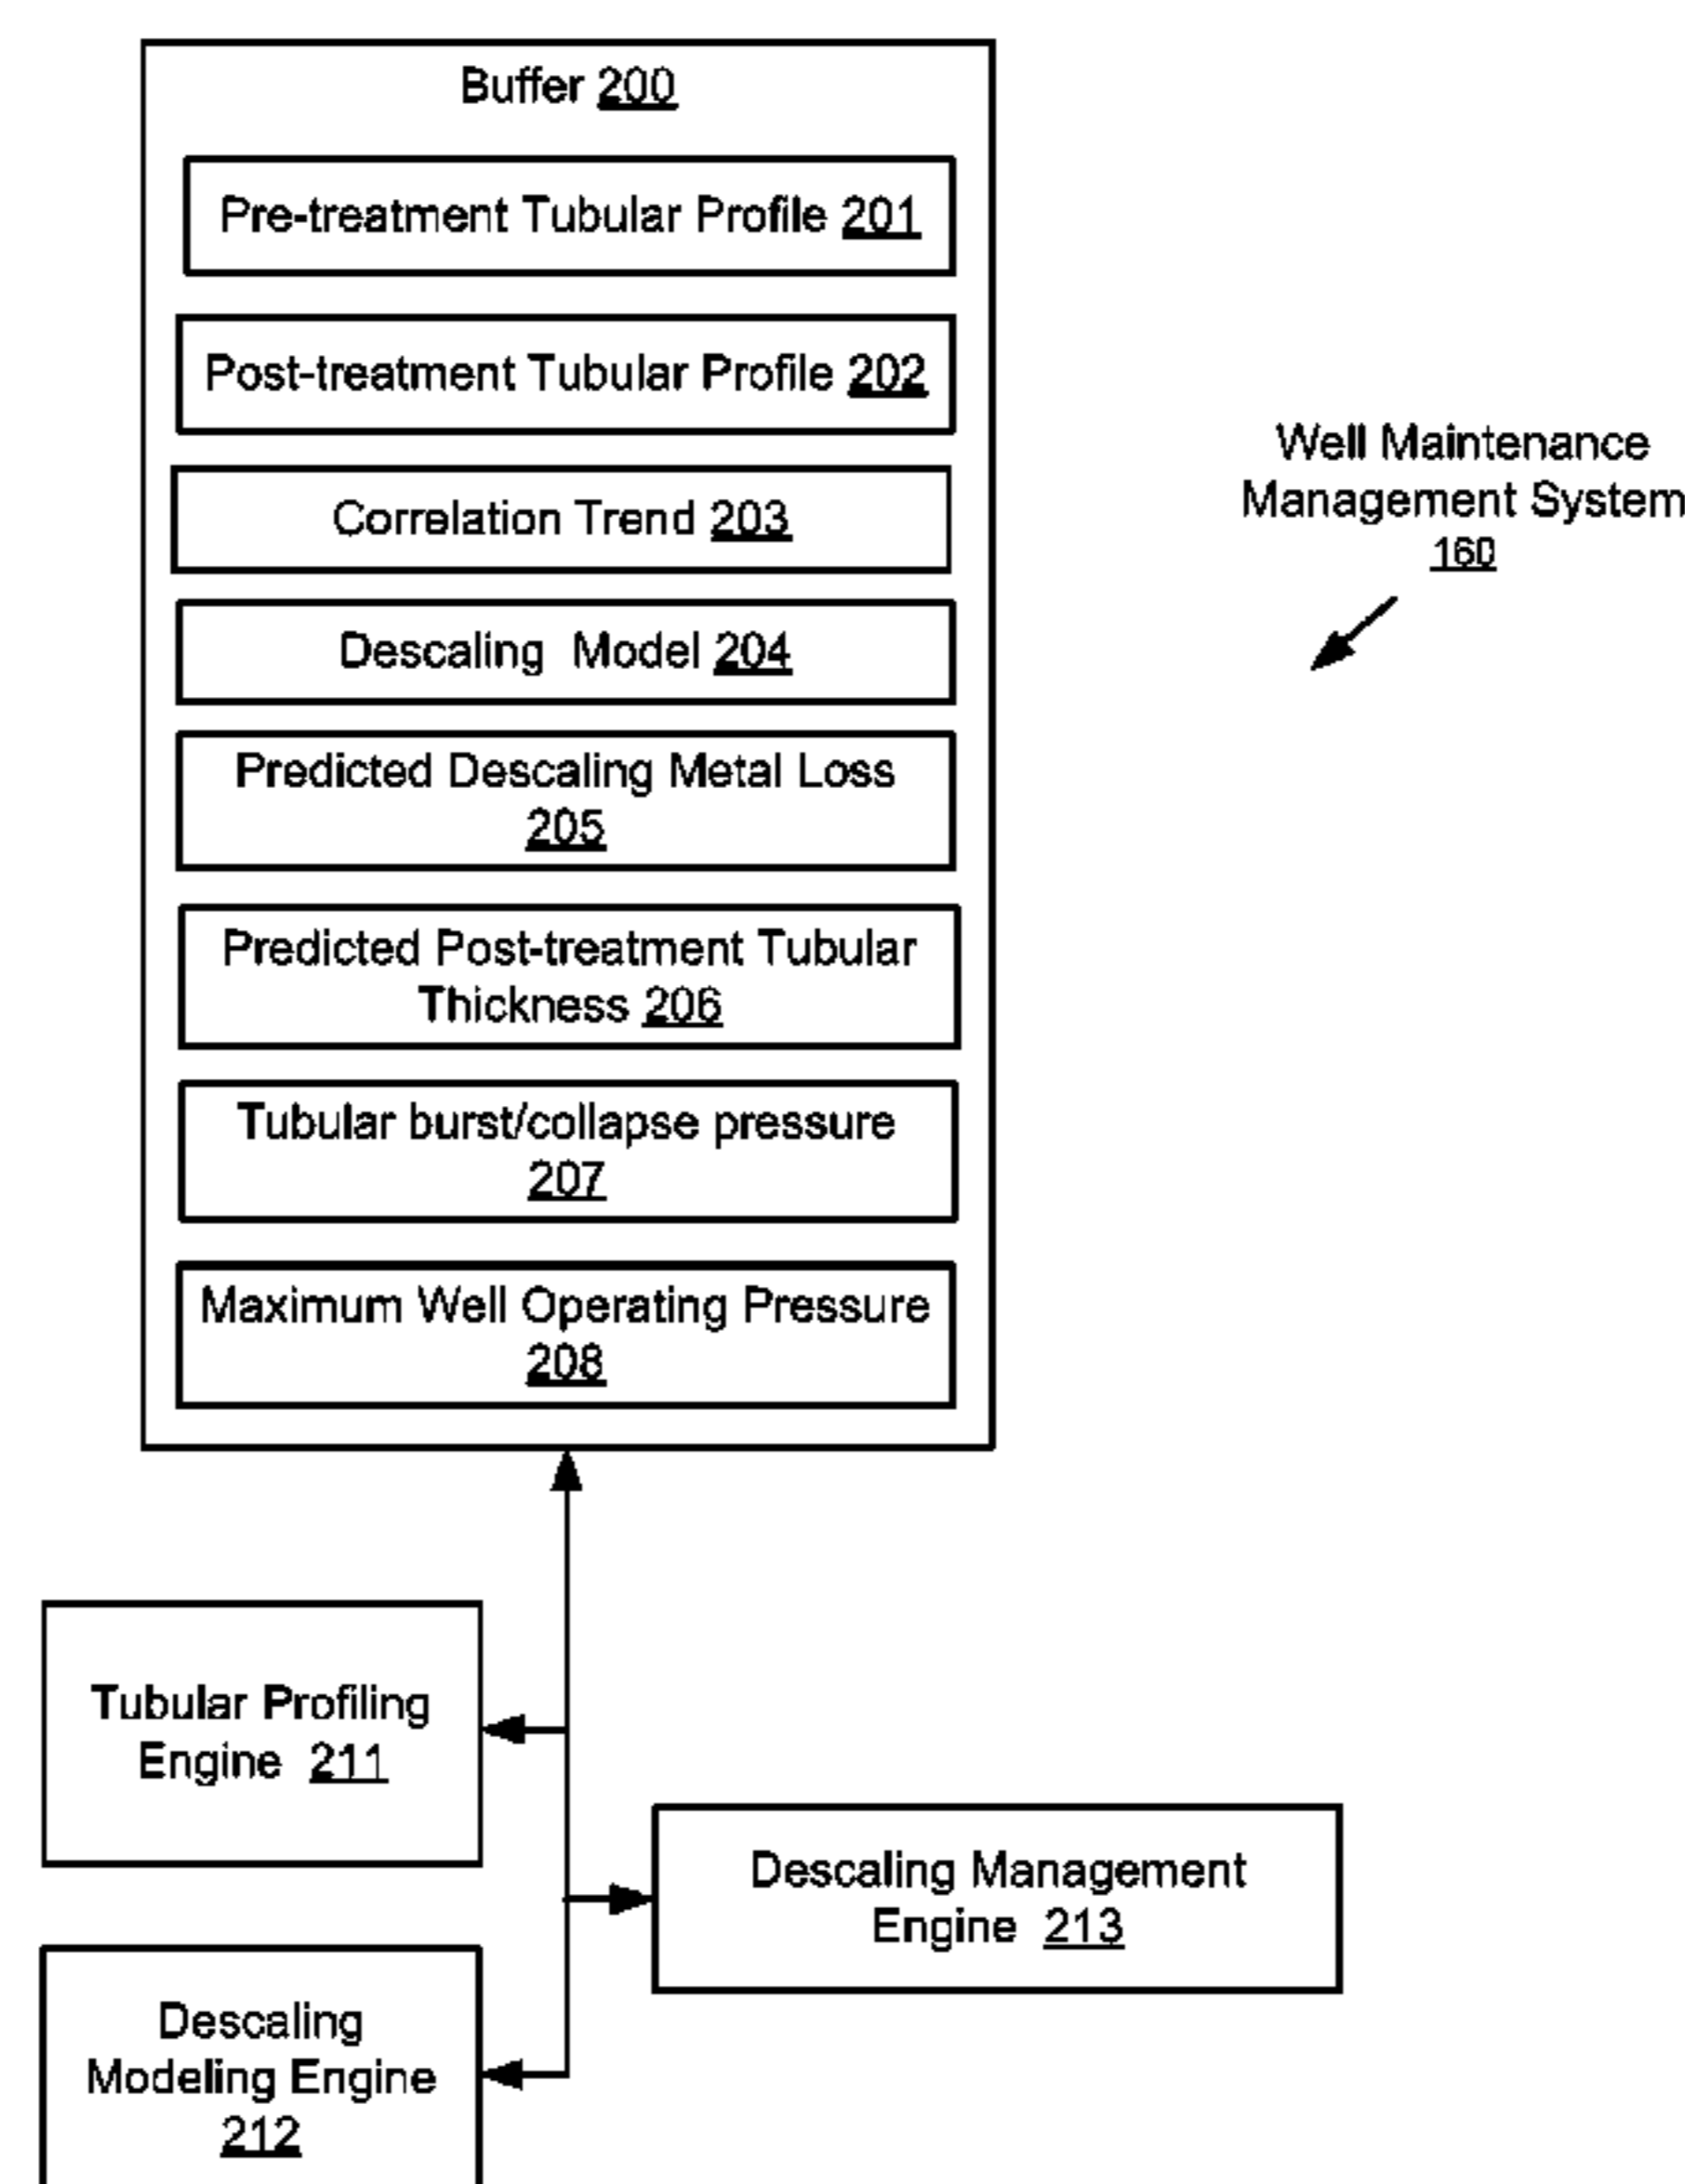 Buffer 200
Pre-treatment Tubular Profile 201
Post-treatment Tubular Profile 202
Correlation Trend 203
Descaling Model 204
Predicted Descaling Metal Loss
205
Predicted Post-treatment Tubular
Thickness 206
Tubular burst/collapse pressure
207
Maximum Well Operating Pressure
208
Well Maintenance
Management System
160
Tubular Profiling
Engine 211
Descaling Management
Engine 213
Descaling
Modeling Engine
212